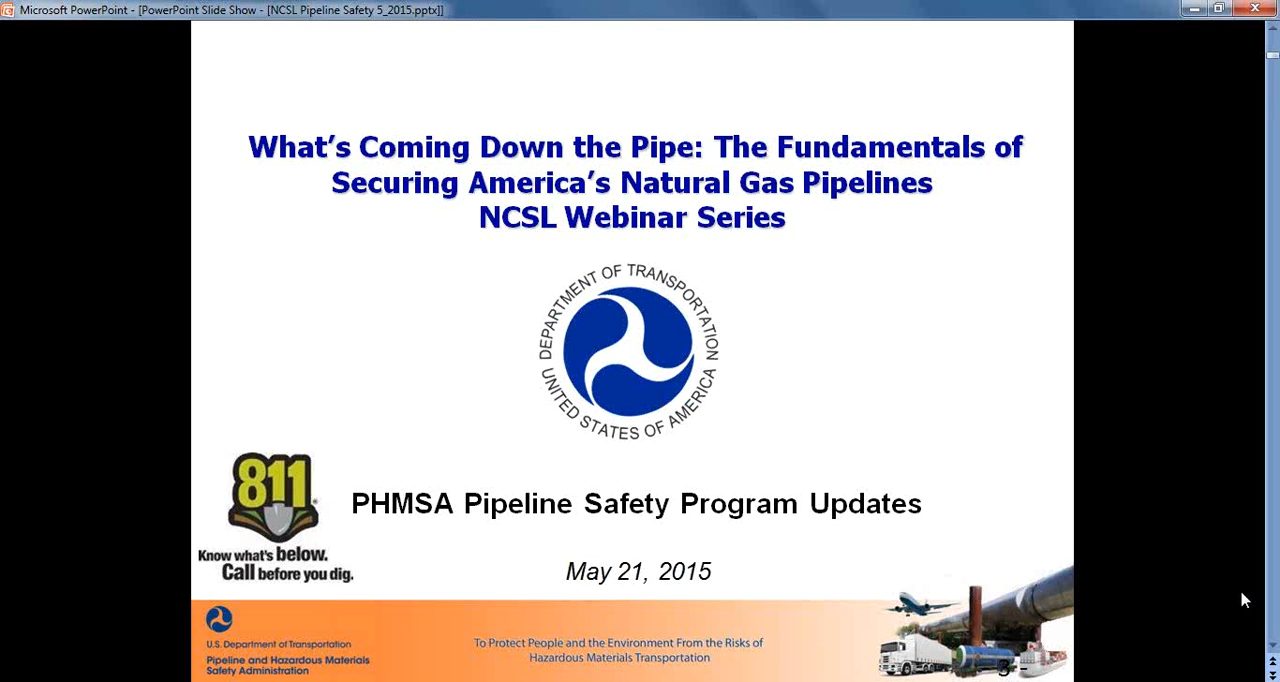 Microsoft PowerPoint - [PowerPoint Slide Show - [NCSL Pipeline Safety 5_2015.pptx]]
What's Coming Down the Pipe: The Fundamentals of
Securing America's Natural Gas Pipelines
NCSL Webinar Series
DEPARTMENT OF TRANSPORTATION
UNITED STATES OF AMERICA
811
Know what's below.
Call before you dig.
PHMSA Pipeline Safety Program Updates
May 21, 2015
U.S. Department of Transportation
Pipeline and Hazardous Materials
Safety Administration
To Protect People and the Environment From the Risks of
Hazardous Materials Transportation